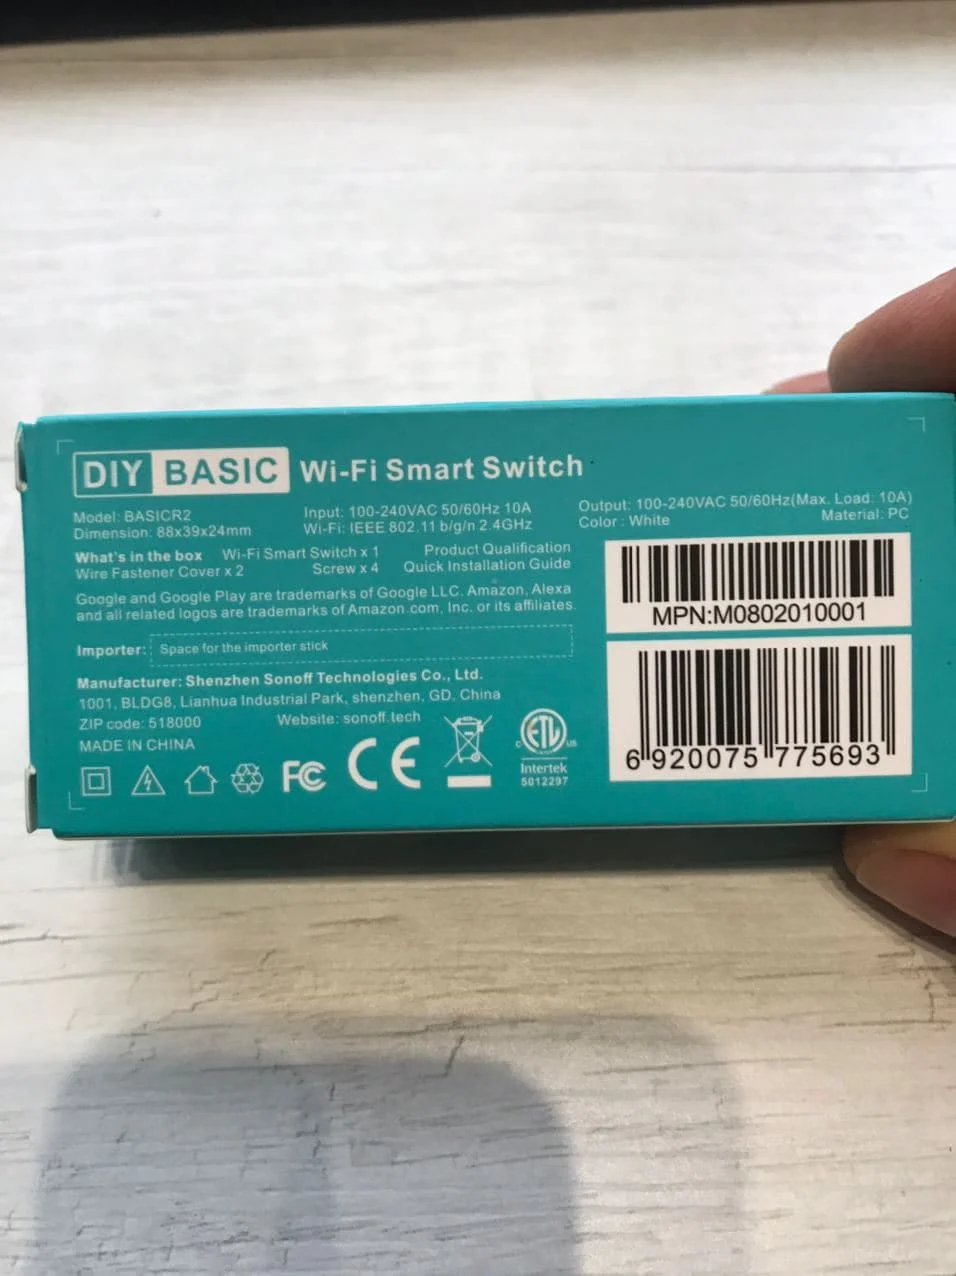 DIY BASIC Wi-Fi Smart Switch
Model: BASICR2
Dimension: 88x39x24mm
Input: 100-240VAC 50/60Hz 10A
Wi-Fi: IEEE 802.11 b/g/n 2.4GHz
Output: 100-240VAC 50/60Hz(Max. Load: 10A)
Color : White Material: PC
What's in the box Wi-Fi Smart Switch x 1 Product Qualification
Wire Fastener Cover x 2 Screw x 4 Quick Installation Guide
Google and Google Play are trademarks of Google LLC. Amazon, Alexa
and all related logos are trademarks of Amazon.com, Inc. or its affiliates.
Importer: Space for the importer stick
Manufacturer: Shenzhen Sonoff Technologies Co., Ltd.
1001, BLDG8, Lianhua Industrial Park, shenzhen, GD, China
ZIP code: 518000 Website: sonoff.tech
MADE IN CHINA
FC CE
C ETL US
Intertek
5012297
MPN:M0802010001
6 920075 775693